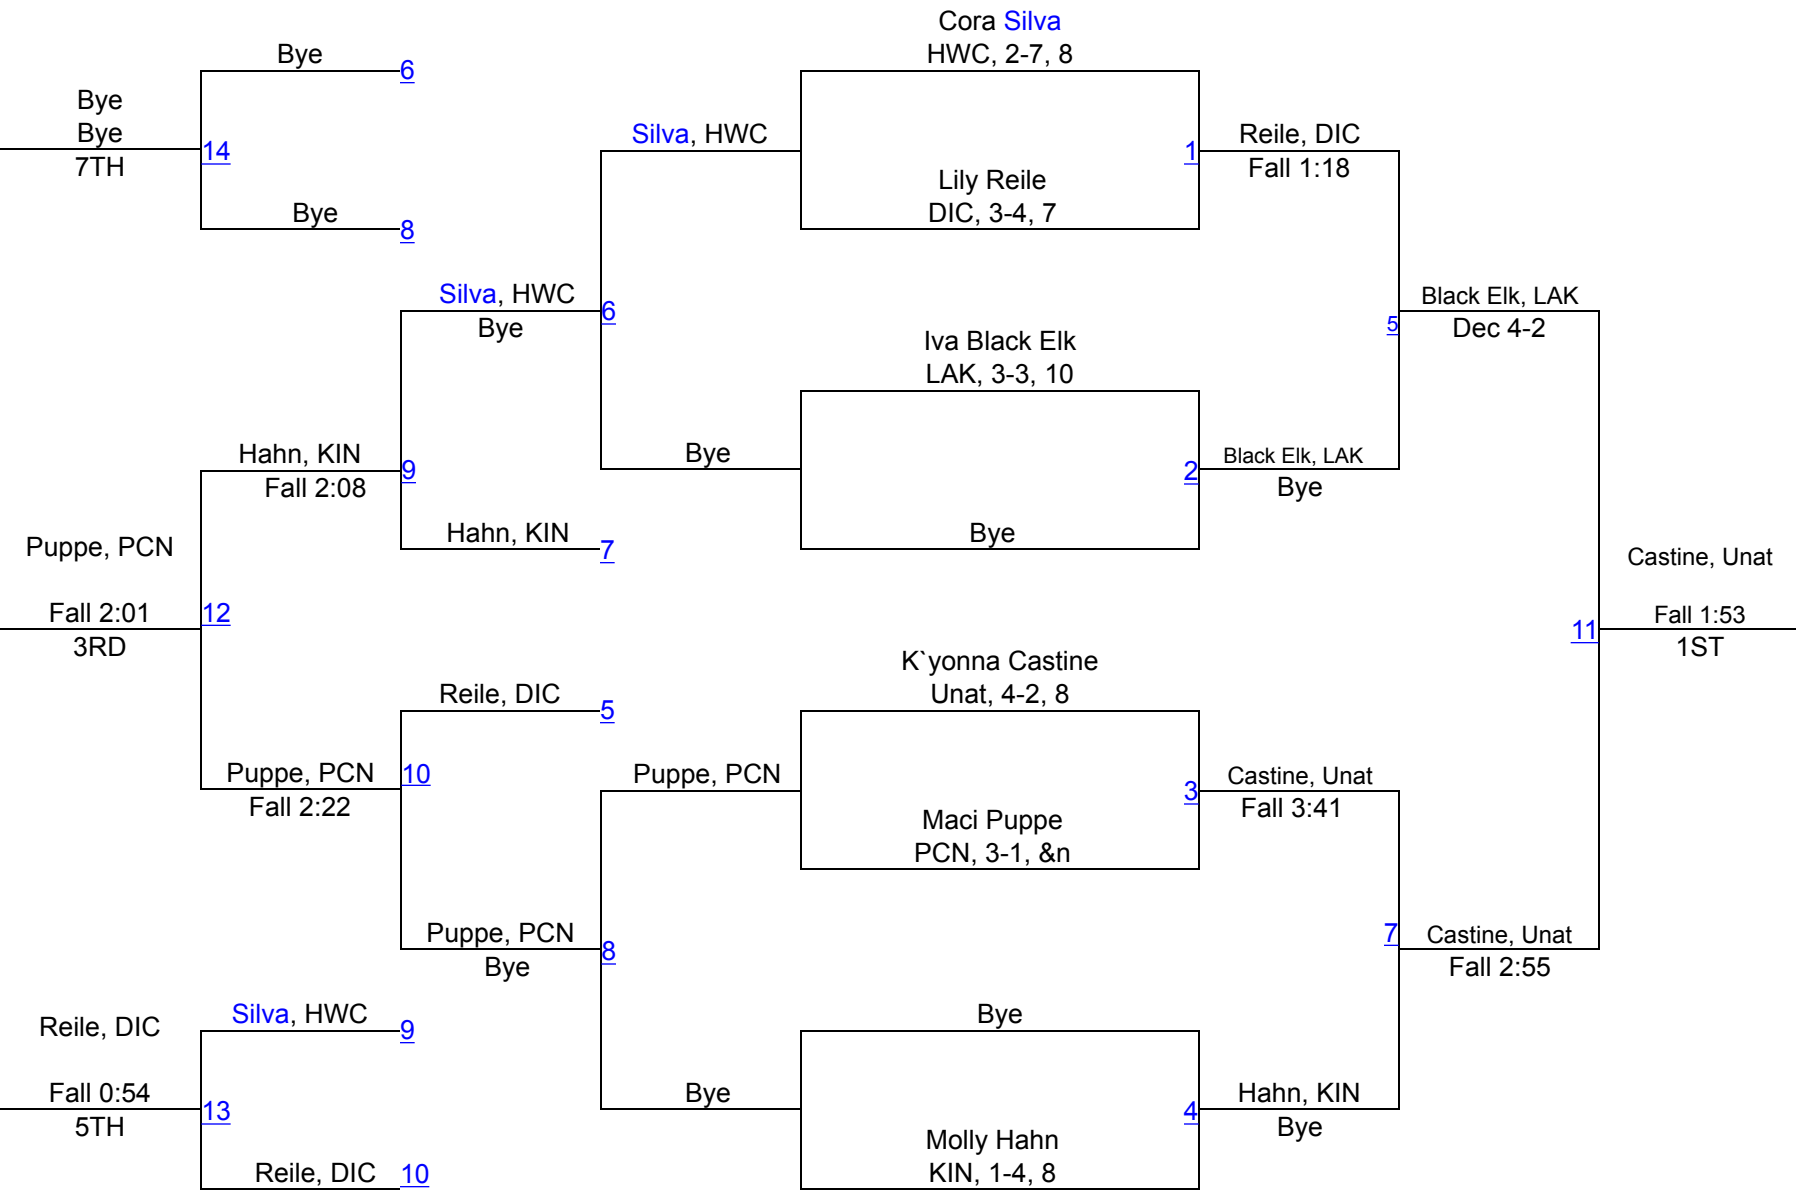 Cora Silva
HWC, 2-7, 8
Bye
6
Bye
Bye
7TH
14
Silva, HWC
1
Reile, DIC
Fall 1:18
Lily Reile
DIC, 3-4, 7
Bye
8
Silva, HWC
Bye
6
Black Elk, LAK
Dec 4-2
5
Iva Black Elk
LAK, 3-3, 10
Hahn, KIN
Fall 2:08
9
Bye
2
Black Elk, LAK
Bye
Hahn, KIN
7
Bye
Puppe, PCN
Fall 2:01
3RD
12
Castine, Unat
Fall 1:53
1ST
11
K`yonna Castine
Unat, 4-2, 8
Reile, DIC
5
Puppe, PCN
Fall 2:22
10
Puppe, PCN
3
Castine, Unat
Fall 3:41
Maci Puppe
PCN, 3-1, &n
Puppe, PCN
Bye
8
7
Castine, Unat
Fall 2:55
Silva, HWC
9
Bye
Reile, DIC
Fall 0:54
5TH
13
Bye
4
Hahn, KIN
Bye
Molly Hahn
KIN, 1-4, 8
Reile, DIC
10